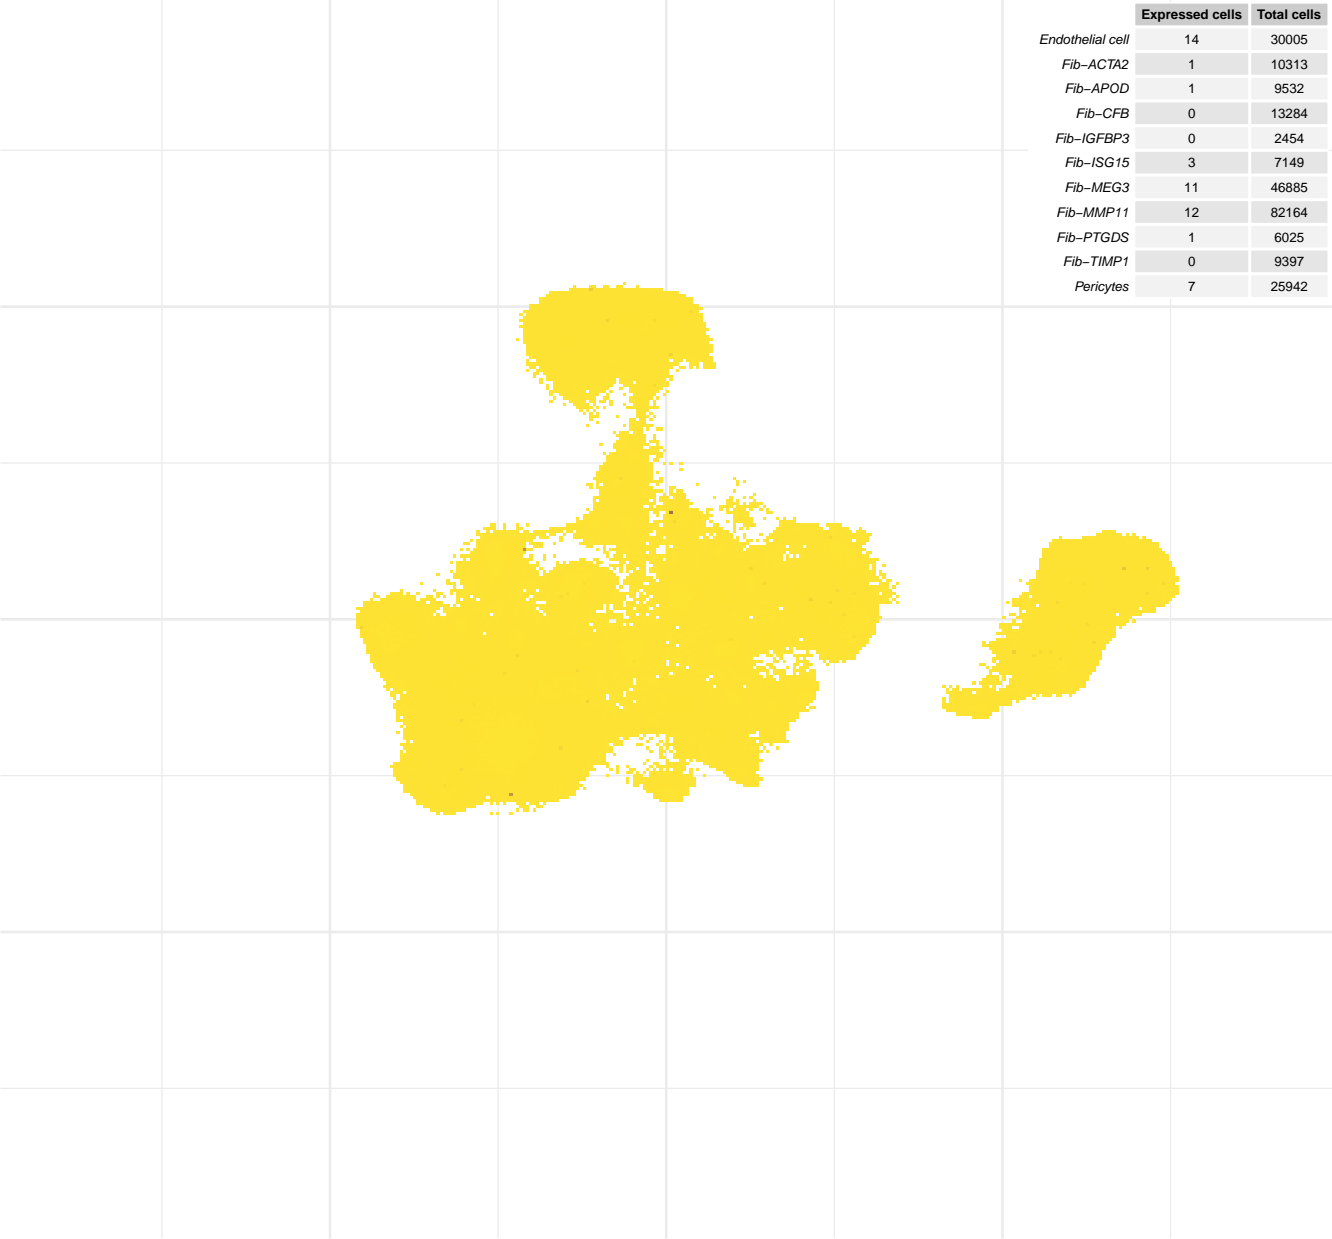 Expressed cells Total cells
Endothelial cell 14 30005
Fib−ACTA2 1 10313
Fib−APOD 1 9532
Fib−CFB 0 13284
Fib−IGFBP3 0 2454
Fib−ISG15 3 7149
Fib−MEG3 11 46885
Fib−MMP11 12 82164
Fib−PTGDS 1 6025
Fib−TIMP1 0 9397
Pericytes 7 25942